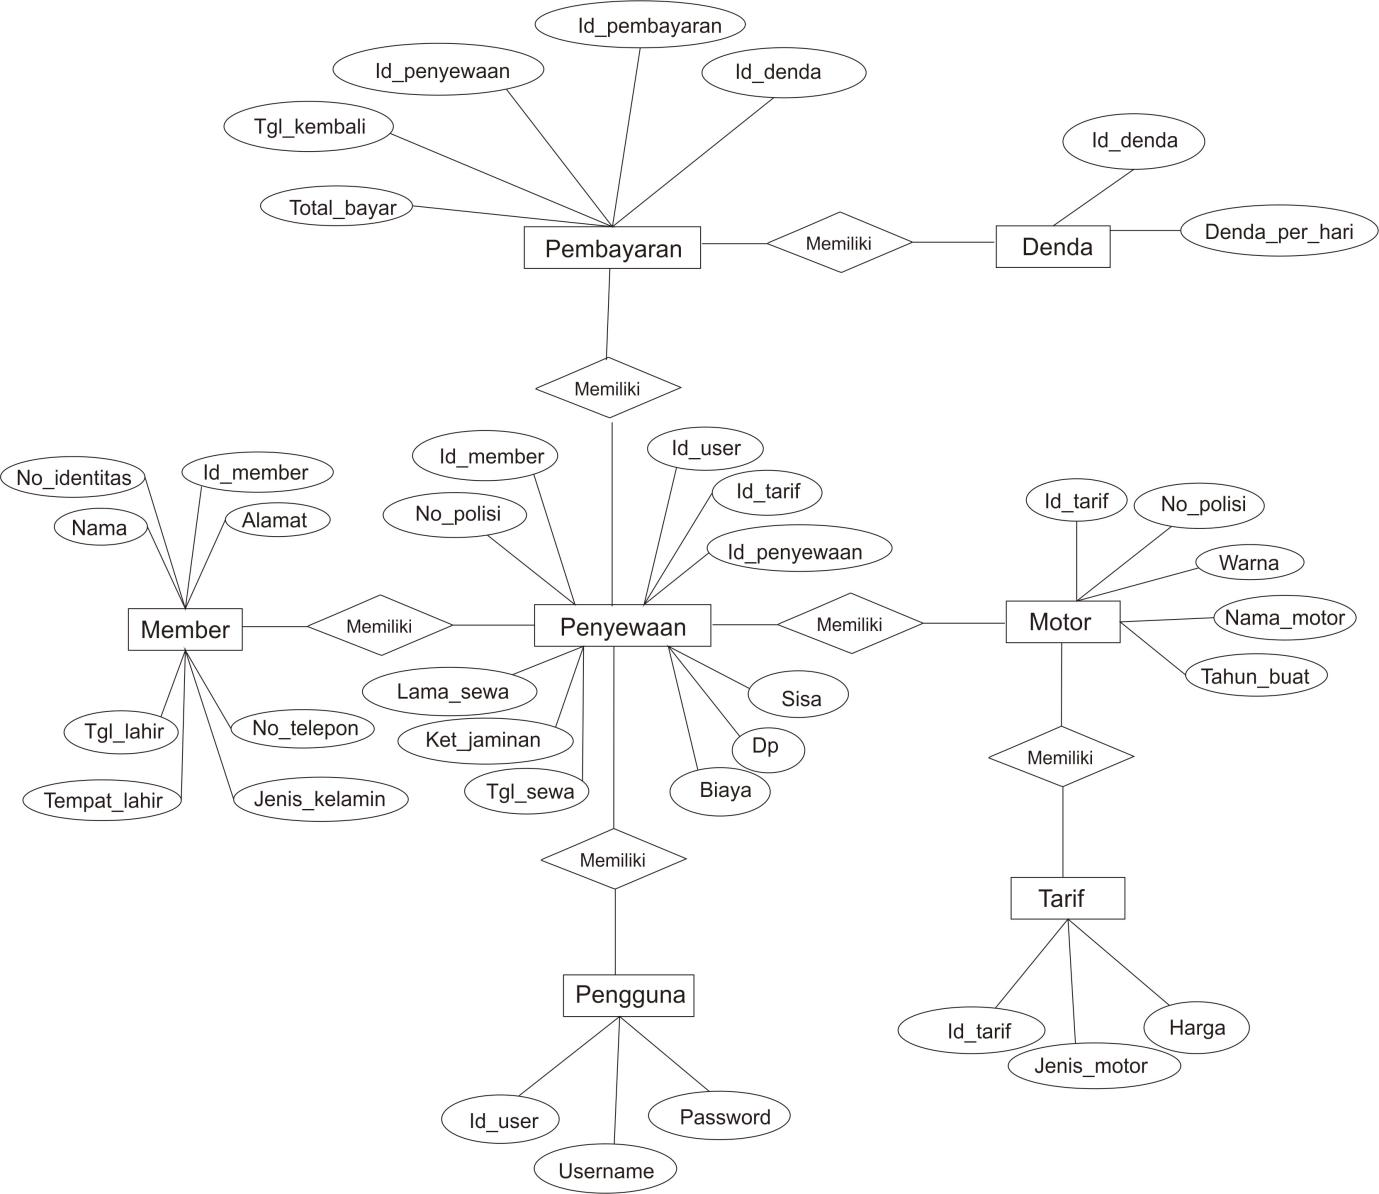 Id_pembayaran
Id_penyewaan
Id_denda
Tgl_kembali
Total_bayar
Id_denda
Denda_per_hari
Pembayaran
Memiliki
Denda
Memiliki
Id_member
Id_user
No_identitas
Id_member
Nama
Alamat
No_polisi
Id_tarif
Id_penyewaan
Id_tarif
No_polisi
Warna
Nama_motor
Tahun_buat
Member
Memiliki
Penyewaan
Memiliki
Motor
Tgl_lahir
No_telepon
Tempat_lahir
Jenis_kelamin
Lama_sewa
Ket_jaminan
Tgl_sewa
Sisa
Dp
Biaya
Memiliki
Memiliki
Tarif
Pengguna
Id_tarif
Jenis_motor
Harga
Id_user
Username
Password